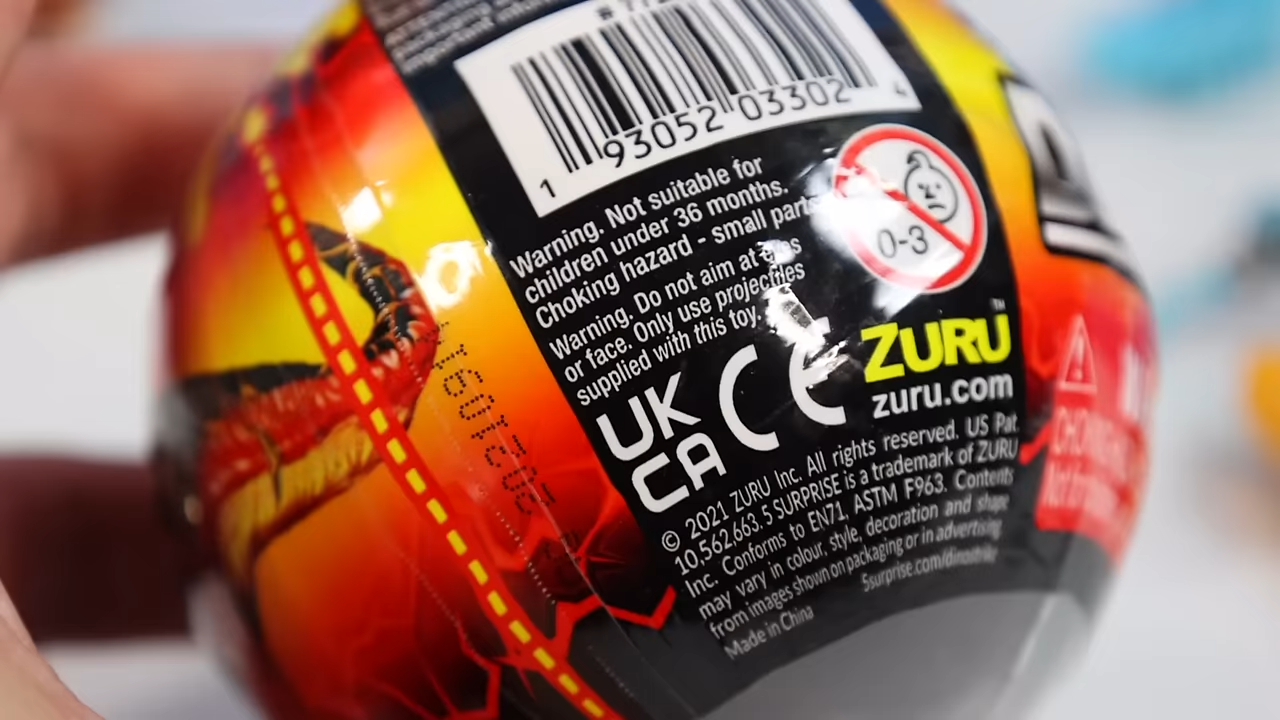 1 93052 03302 4
Warning. Not suitable for
children under 36 months.
Choking hazard - small parts
Warning. Do not aim at eyes
or face. Only use projectiles
supplied with this toy.
0-3
UK
CA
CE
ZURU™
zuru.com
© 2021 ZURU Inc. All rights reserved. US Pat.
10,562,663. 5 SURPRISE is a trademark of ZURU
Inc. Conforms to EN71, ASTM F963. Contents
may vary in colour, style, decoration and shape
from images shown on packaging or in advertising
Made in China
5surprise.com/dinostrike
20211091